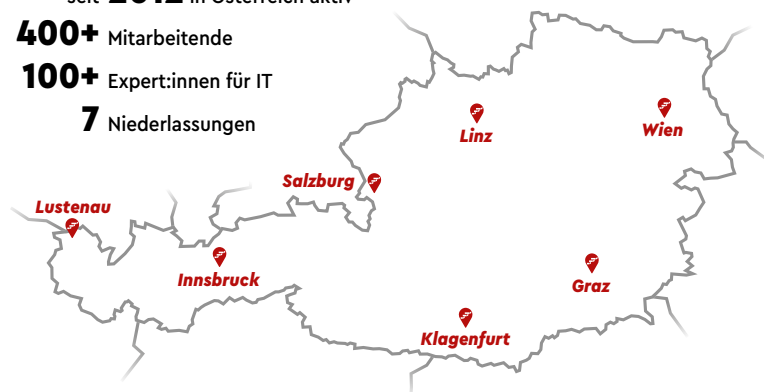 seit 2012 in Österreich aktiv
400+ Mitarbeitende
100+ Expert:innen für IT
7 Niederlassungen
Linz
Wien
Salzburg
Lustenau
Innsbruck
Graz
Klagenfurt